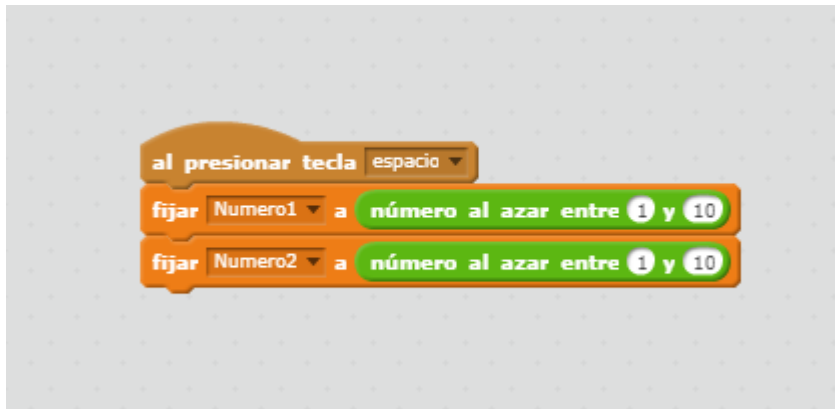 al presionar tecla espacio
fijar Numero1 a número al azar entre 1 y 10
fijar Numero2 a número al azar entre 1 y 10